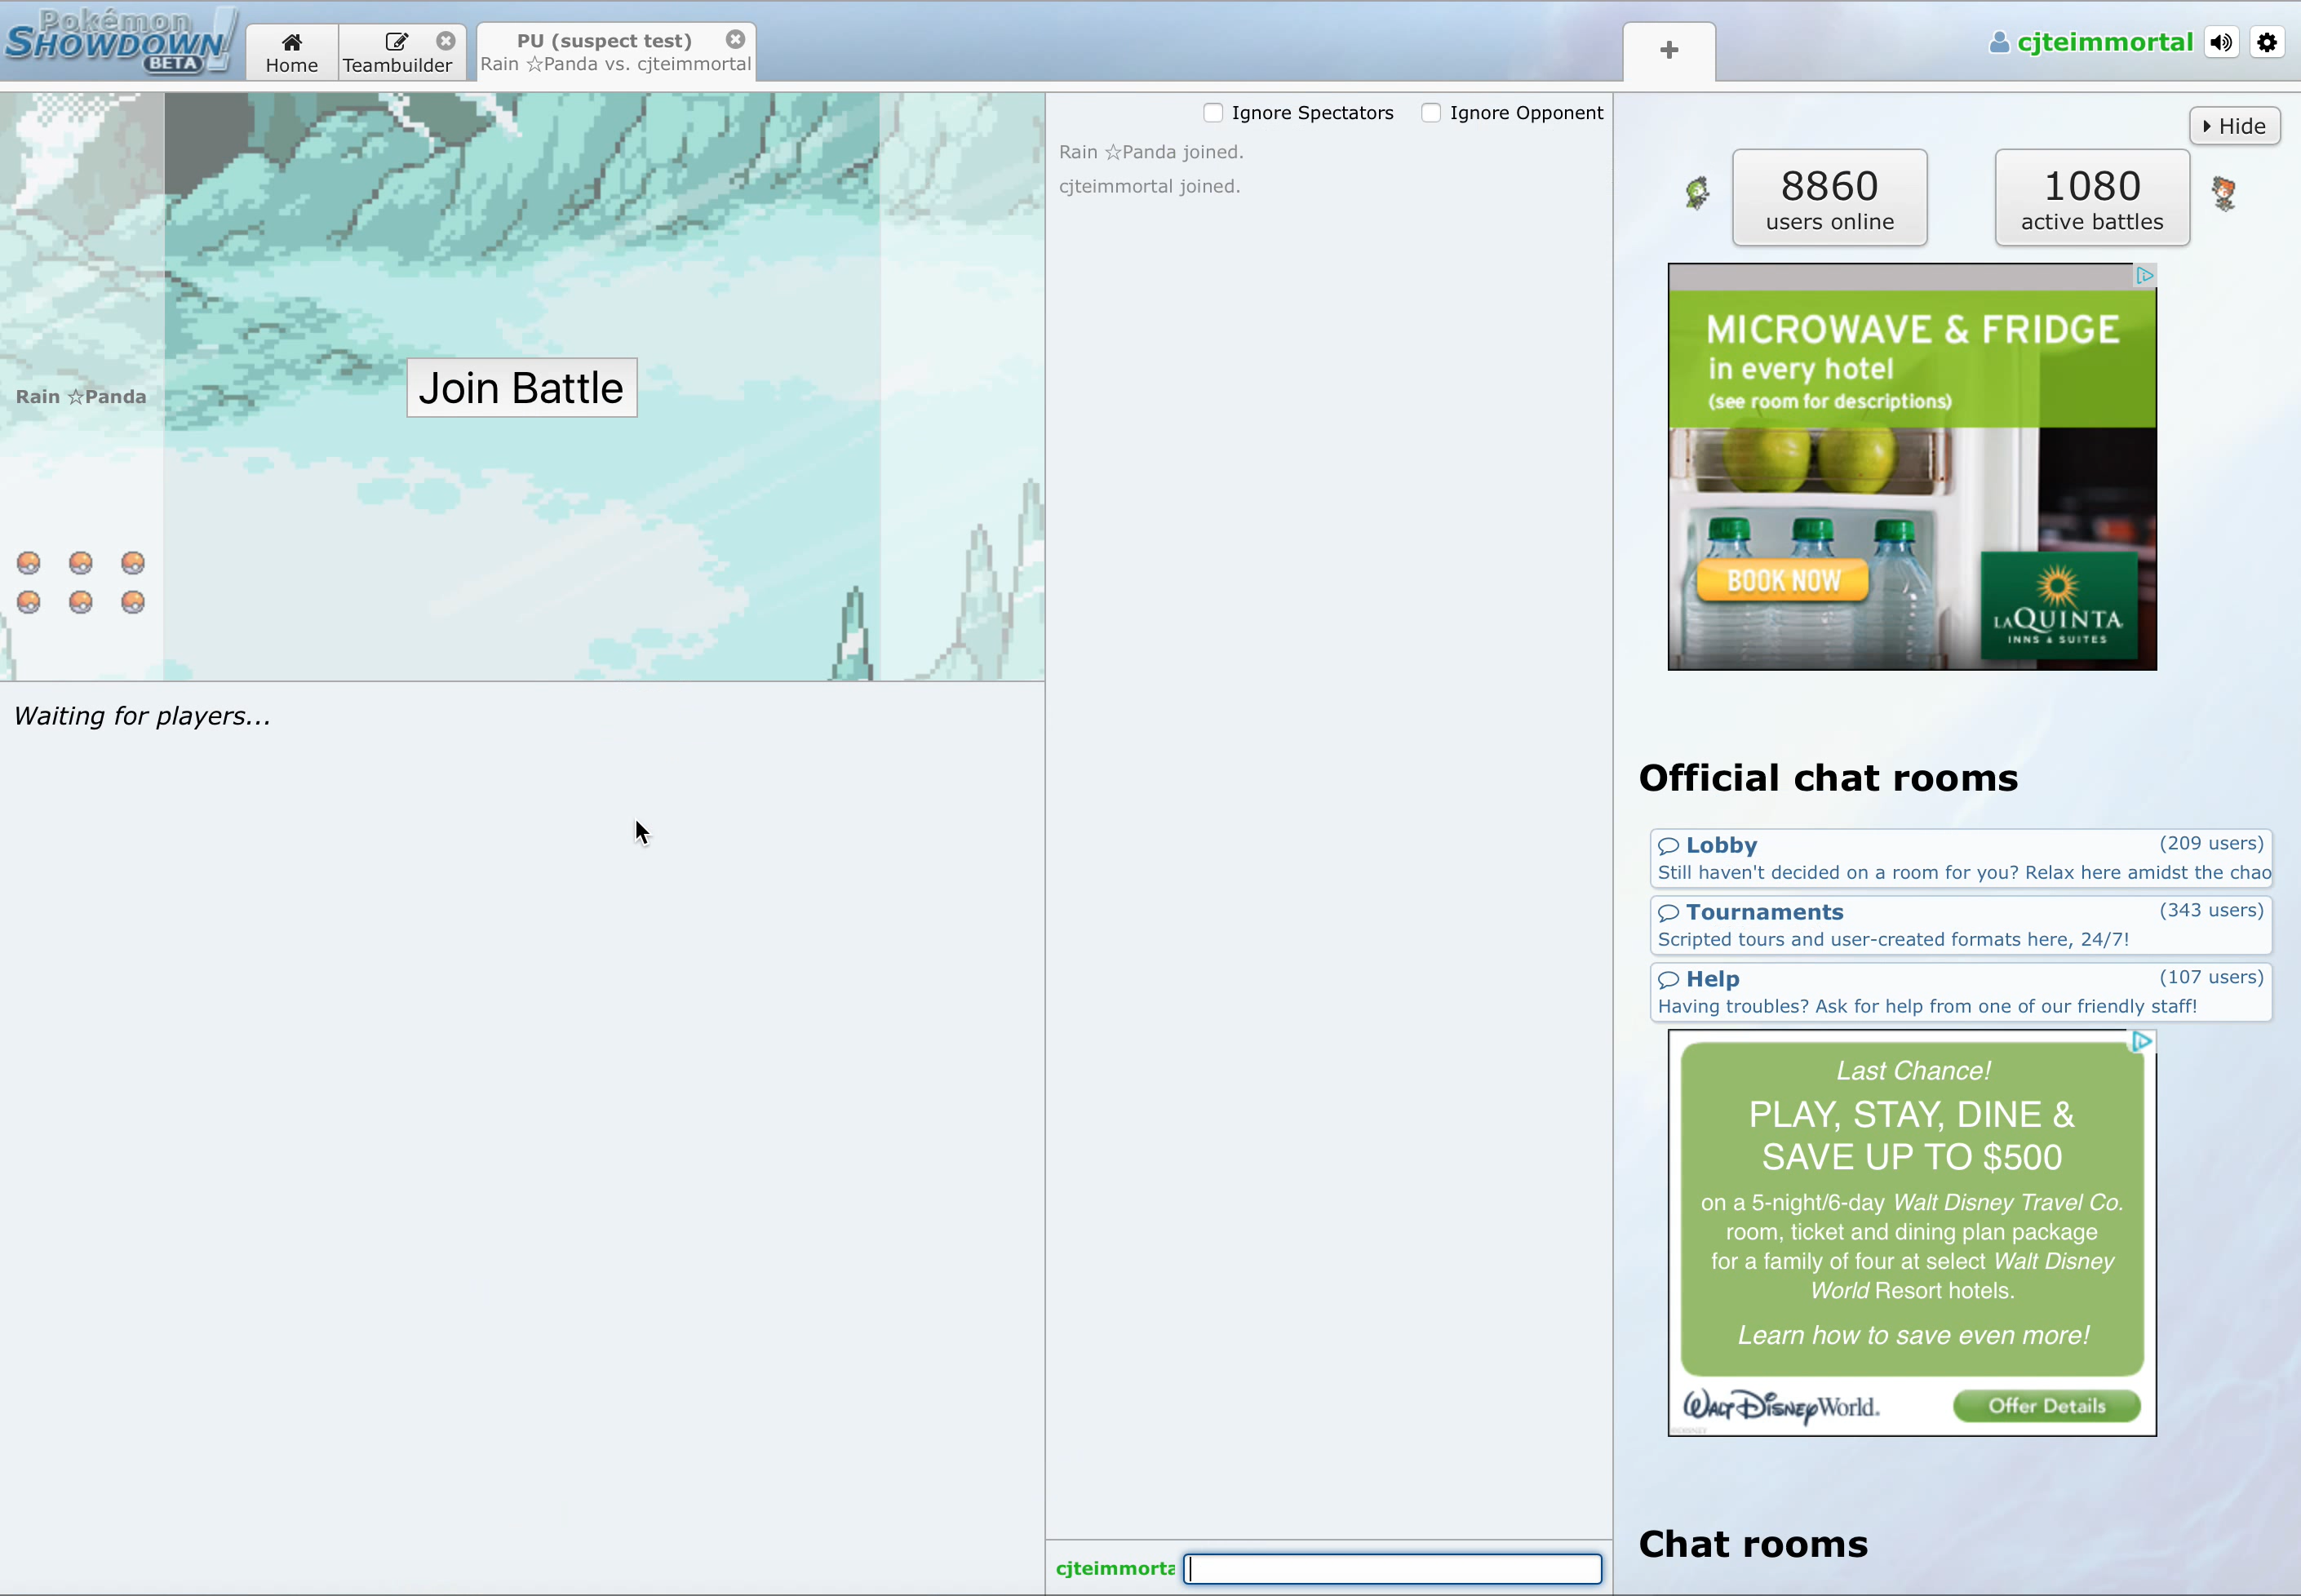 Pokémon
SHOWDOWN!
BETA
Home
Teambuilder
PU (suspect test)
Rain ☆Panda vs. cjteimmortal
+
cjteimmortal
Rain ☆Panda
Join Battle
Waiting for players...
Ignore Spectators
Ignore Opponent
Rain ☆Panda joined.
cjteimmortal joined.
cjteimmorta
Hide
8860
users online
1080
active battles
MICROWAVE & FRIDGE
in every hotel
(see room for descriptions)
BOOK NOW
LAQUINTA
INNS & SUITES
Official chat rooms
Lobby
(209 users)
Still haven't decided on a room for you? Relax here amidst the chao
Tournaments
(343 users)
Scripted tours and user-created formats here, 24/7!
Help
(107 users)
Having troubles? Ask for help from one of our friendly staff!
Last Chance!
PLAY, STAY, DINE &
SAVE UP TO $500
on a 5-night/6-day Walt Disney Travel Co.
room, ticket and dining plan package
for a family of four at select Walt Disney
World Resort hotels.
Learn how to save even more!
WALT DISNEY World.
Offer Details
Chat rooms